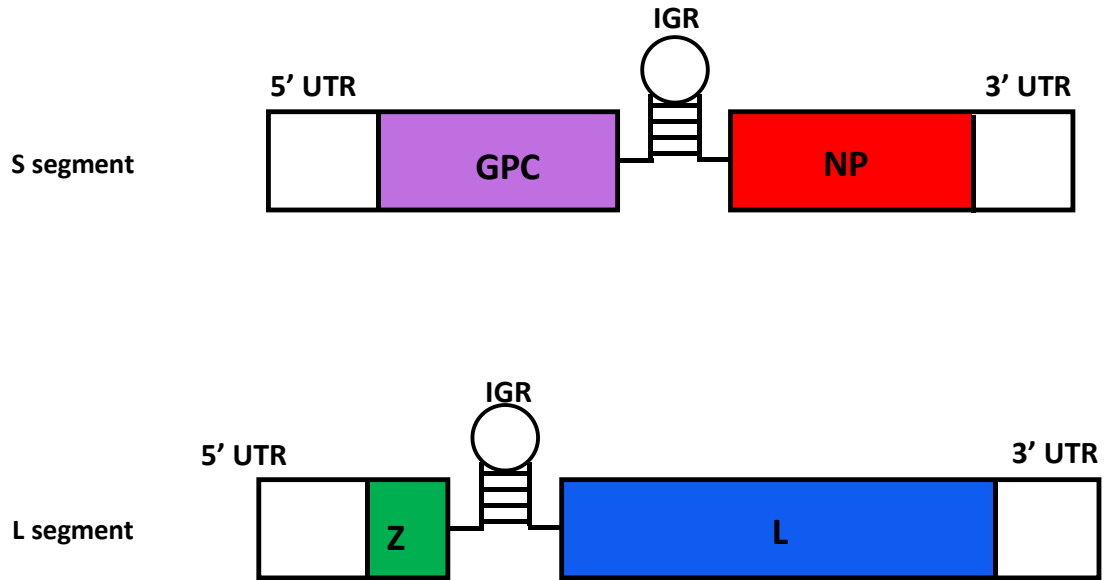 IGR
5’ UTR
3’ UTR
S segment
GPC
NP
IGR
5’ UTR
3’ UTR
L segment
Z
L